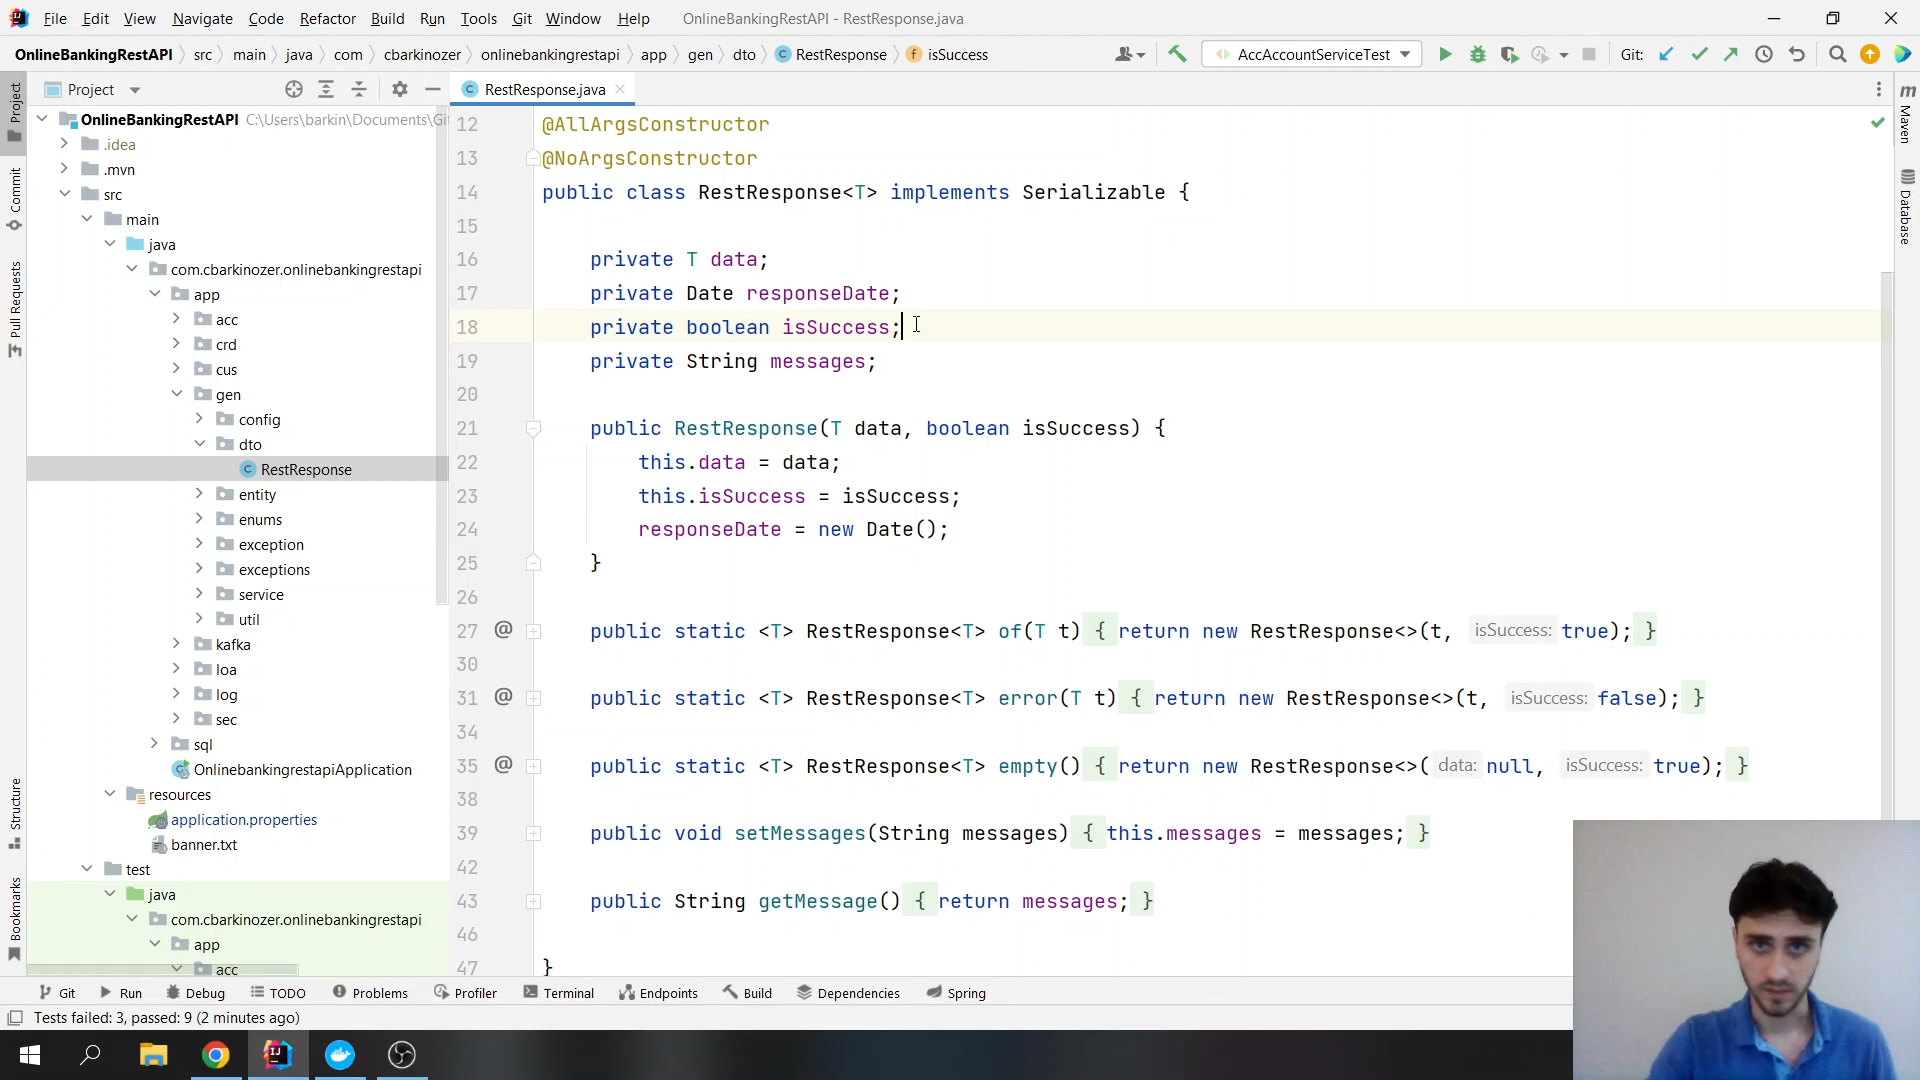 File Edit View Navigate Code Refactor Build Run Tools Git Window Help OnlineBankingRestAPI - RestResponse.java
OnlineBankingRestAPI src main java com cbarkinozer onlinebankingrestapi app gen dto RestResponse isSuccess AccAccountServiceTest Git:
Project RestResponse.java
OnlineBankingRestAPI C:\Users\barkin\Documents\Gi
.idea
.mvn
src
main
java
com.cbarkinozer.onlinebankingrestapi
app
acc
crd
cus
gen
config
dto
RestResponse
entity
enums
exception
exceptions
service
util
kafka
loa
log
sec
sql
OnlinebankingrestapiApplication
resources
application.properties
banner.txt
test
java
com.cbarkinozer.onlinebankingrestapi
app
acc
12 @AllArgsConstructor
13 @NoArgsConstructor
14 public class RestResponse<T> implements Serializable {
15
16 private T data;
17 private Date responseDate;
18 private boolean isSuccess;
19 private String messages;
20
21 public RestResponse(T data, boolean isSuccess) {
22 this.data = data;
23 this.isSuccess = isSuccess;
24 responseDate = new Date();
25 }
26
27 @ public static <T> RestResponse<T> of(T t) { return new RestResponse<>(t, isSuccess: true); }
30
31 @ public static <T> RestResponse<T> error(T t) { return new RestResponse<>(t, isSuccess: false); }
34
35 @ public static <T> RestResponse<T> empty() { return new RestResponse<>( data: null, isSuccess: true); }
38
39 public void setMessages(String messages) { this.messages = messages; }
42
43 public String getMessage() { return messages; }
46
47 }
Project
Commit
Pull Requests
Structure
Bookmarks
m Maven
Database
Git Run Debug TODO Problems Profiler Terminal Endpoints Build Dependencies Spring
Tests failed: 3, passed: 9 (2 minutes ago)